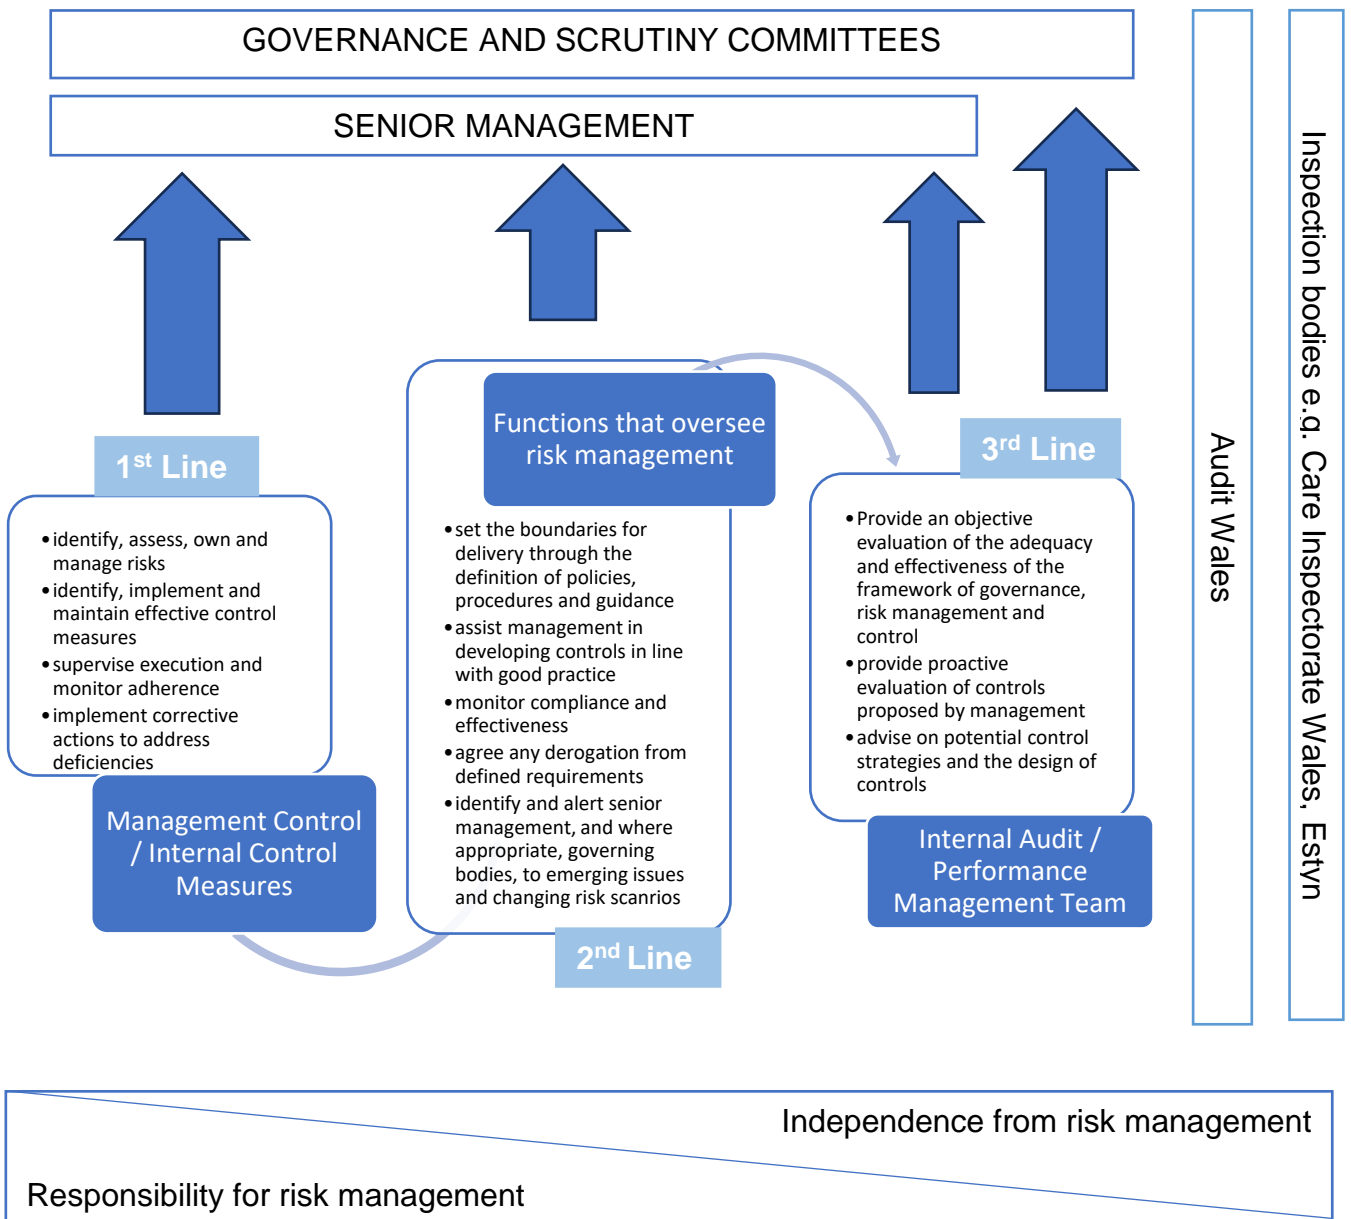 GOVERNANCE AND SCRUTINY COMMITTEES
SENIOR MANAGEMENT
1st Line
•identify, assess, own and
manage risks
•identify, implement and
maintain effective control
measures
•supervise execution and
monitor adherence
•implement corrective
actions to address
deficiencies
Management Control
/ Internal Control
Measures
Functions that oversee
risk management
•set the boundaries for
delivery through the
definition of policies,
procedures and guidance
•assist management in
developing controls in line
with good practice
•monitor compliance and
effectiveness
•agree any derogation from
defined requirements
•identify and alert senior
management, and where
appropriate, governing
bodies, to emerging issues
and changing risk scanrios
2nd Line
3rd Line
•Provide an objective
evaluation of the adequacy
and effectiveness of the
framework of governance,
risk management and
control
•provide proactive
evaluation of controls
proposed by management
•advise on potential control
strategies and the design of
controls
Internal Audit /
Performance
Management Team
Audit Wales
Inspection bodies e.g. Care Inspectorate Wales, Estyn
Independence from risk management
Responsibility for risk management